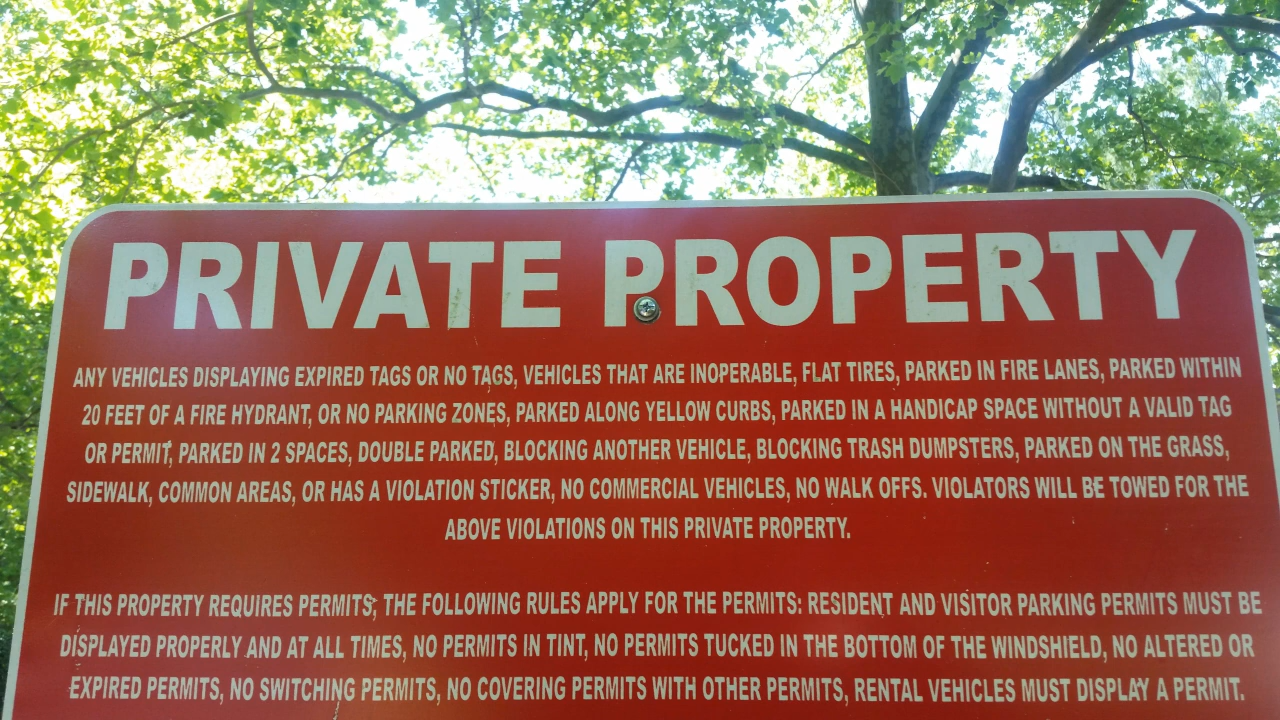 PRIVATE PROPERTY
ANY VEHICLES DISPLAYING EXPIRED TAGS OR NO TAGS, VEHICLES THAT ARE INOPERABLE, FLAT TIRES, PARKED IN FIRE LANES, PARKED WITHIN
20 FEET OF A FIRE HYDRANT, OR NO PARKING ZONES, PARKED ALONG YELLOW CURBS, PARKED IN A HANDICAP SPACE WITHOUT A VALID TAG
OR PERMIT, PARKED IN 2 SPACES, DOUBLE PARKED, BLOCKING ANOTHER VEHICLE, BLOCKING TRASH DUMPSTERS, PARKED ON THE GRASS,
SIDEWALK, COMMON AREAS, OR HAS A VIOLATION STICKER, NO COMMERCIAL VEHICLES, NO WALK OFFS. VIOLATORS WILL BE TOWED FOR THE
ABOVE VIOLATIONS ON THIS PRIVATE PROPERTY.
IF THIS PROPERTY REQUIRES PERMITS, THE FOLLOWING RULES APPLY FOR THE PERMITS: RESIDENT AND VISITOR PARKING PERMITS MUST BE
DISPLAYED PROPERLY AND AT ALL TIMES, NO PERMITS IN TINT, NO PERMITS TUCKED IN THE BOTTOM OF THE WINDSHIELD, NO ALTERED OR
EXPIRED PERMITS, NO SWITCHING PERMITS, NO COVERING PERMITS WITH OTHER PERMITS, RENTAL VEHICLES MUST DISPLAY A PERMIT.